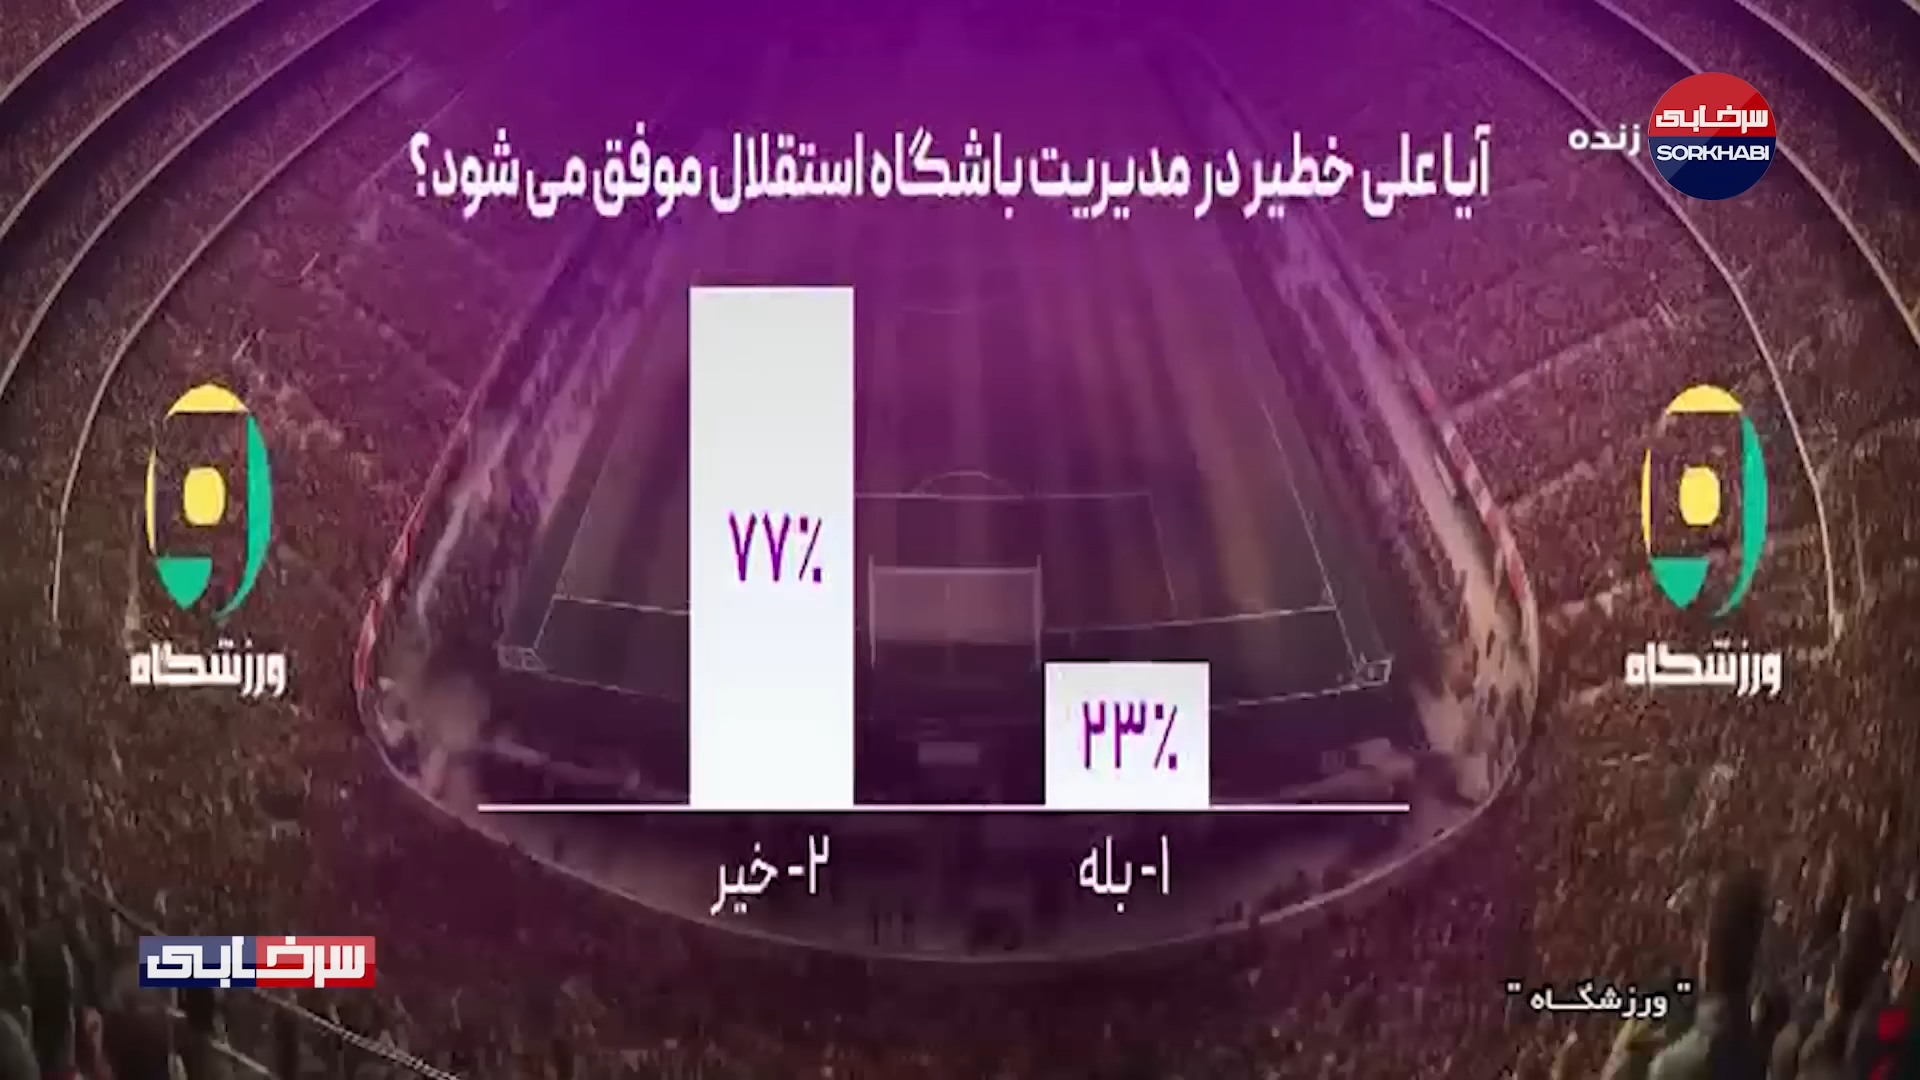 سرخابی
SORKHABI
زنده
آیا علی خطیر در مدیریت باشگاه استقلال موفق می‌شود؟
۷۷٪
۲۳٪
ورزشگاه
ورزشگاه
۱- بله
۲- خیر
سرخابی
" ورزشگاه "